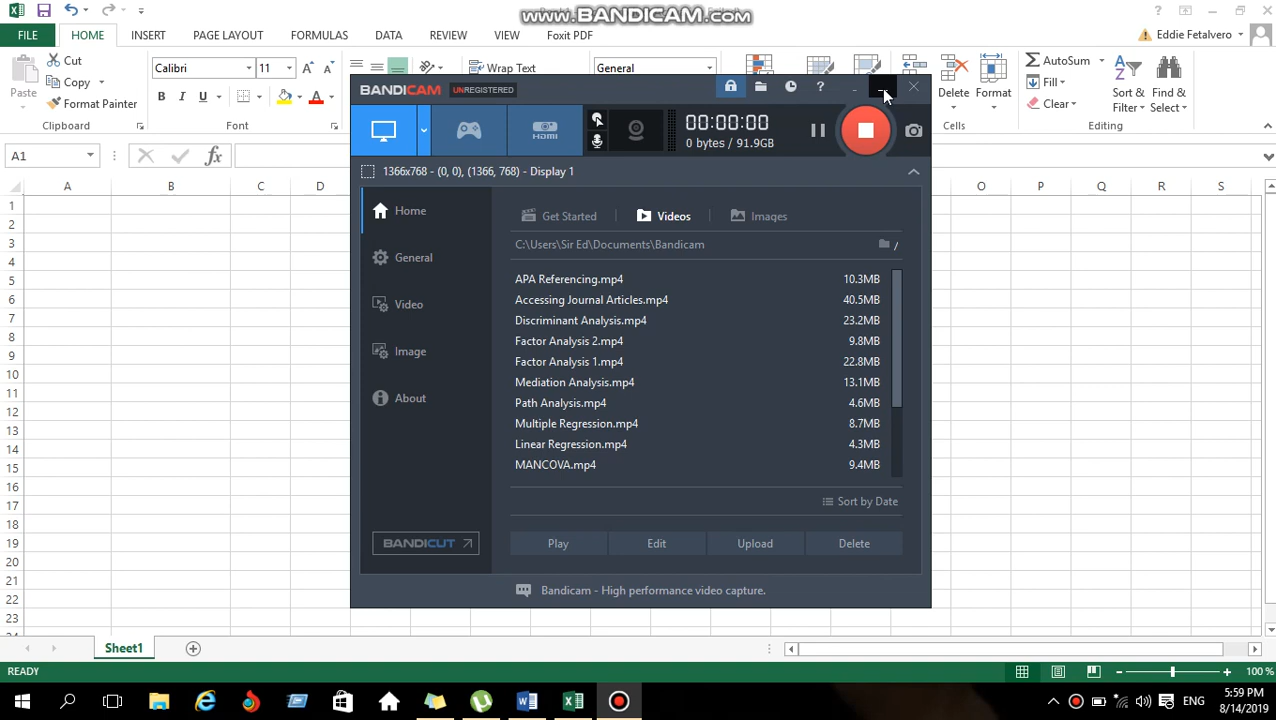 www.BANDICAM.com
FILE HOME INSERT PAGE LAYOUT FORMULAS DATA REVIEW VIEW Foxit PDF Eddie Fetalvero
Paste Cut Copy Format Painter
Clipboard
Calibri 11
B I U A A
Font
Wrap Text
General
Delete Format
Cells
AutoSum
Fill
Clear
Sort & Filter
Find & Select
Editing
A1 fx
A B C D O P Q R S
BANDICAM UNREGISTERED
HDMI
00:00:00
0 bytes / 91.9GB
1366x768 - (0, 0), (1366, 768) - Display 1
Home
General
Video
Image
About
BANDICUT
Get Started Videos Images
C:\Users\Sir Ed\Documents\Bandicam /
APA Referencing.mp4 10.3MB
Accessing Journal Articles.mp4 40.5MB
Discriminant Analysis.mp4 23.2MB
Factor Analysis 2.mp4 9.8MB
Factor Analysis 1.mp4 22.8MB
Mediation Analysis.mp4 13.1MB
Path Analysis.mp4 4.6MB
Multiple Regression.mp4 8.7MB
Linear Regression.mp4 4.3MB
MANCOVA.mp4 9.4MB
Sort by Date
Play Edit Upload Delete
Bandicam - High performance video capture.
1
2
3
4
5
6
7
8
9
10
11
12
13
14
15
16
17
18
19
20
21
22
23
Sheet1
READY 100 %
ENG
5:59 PM
8/14/2019